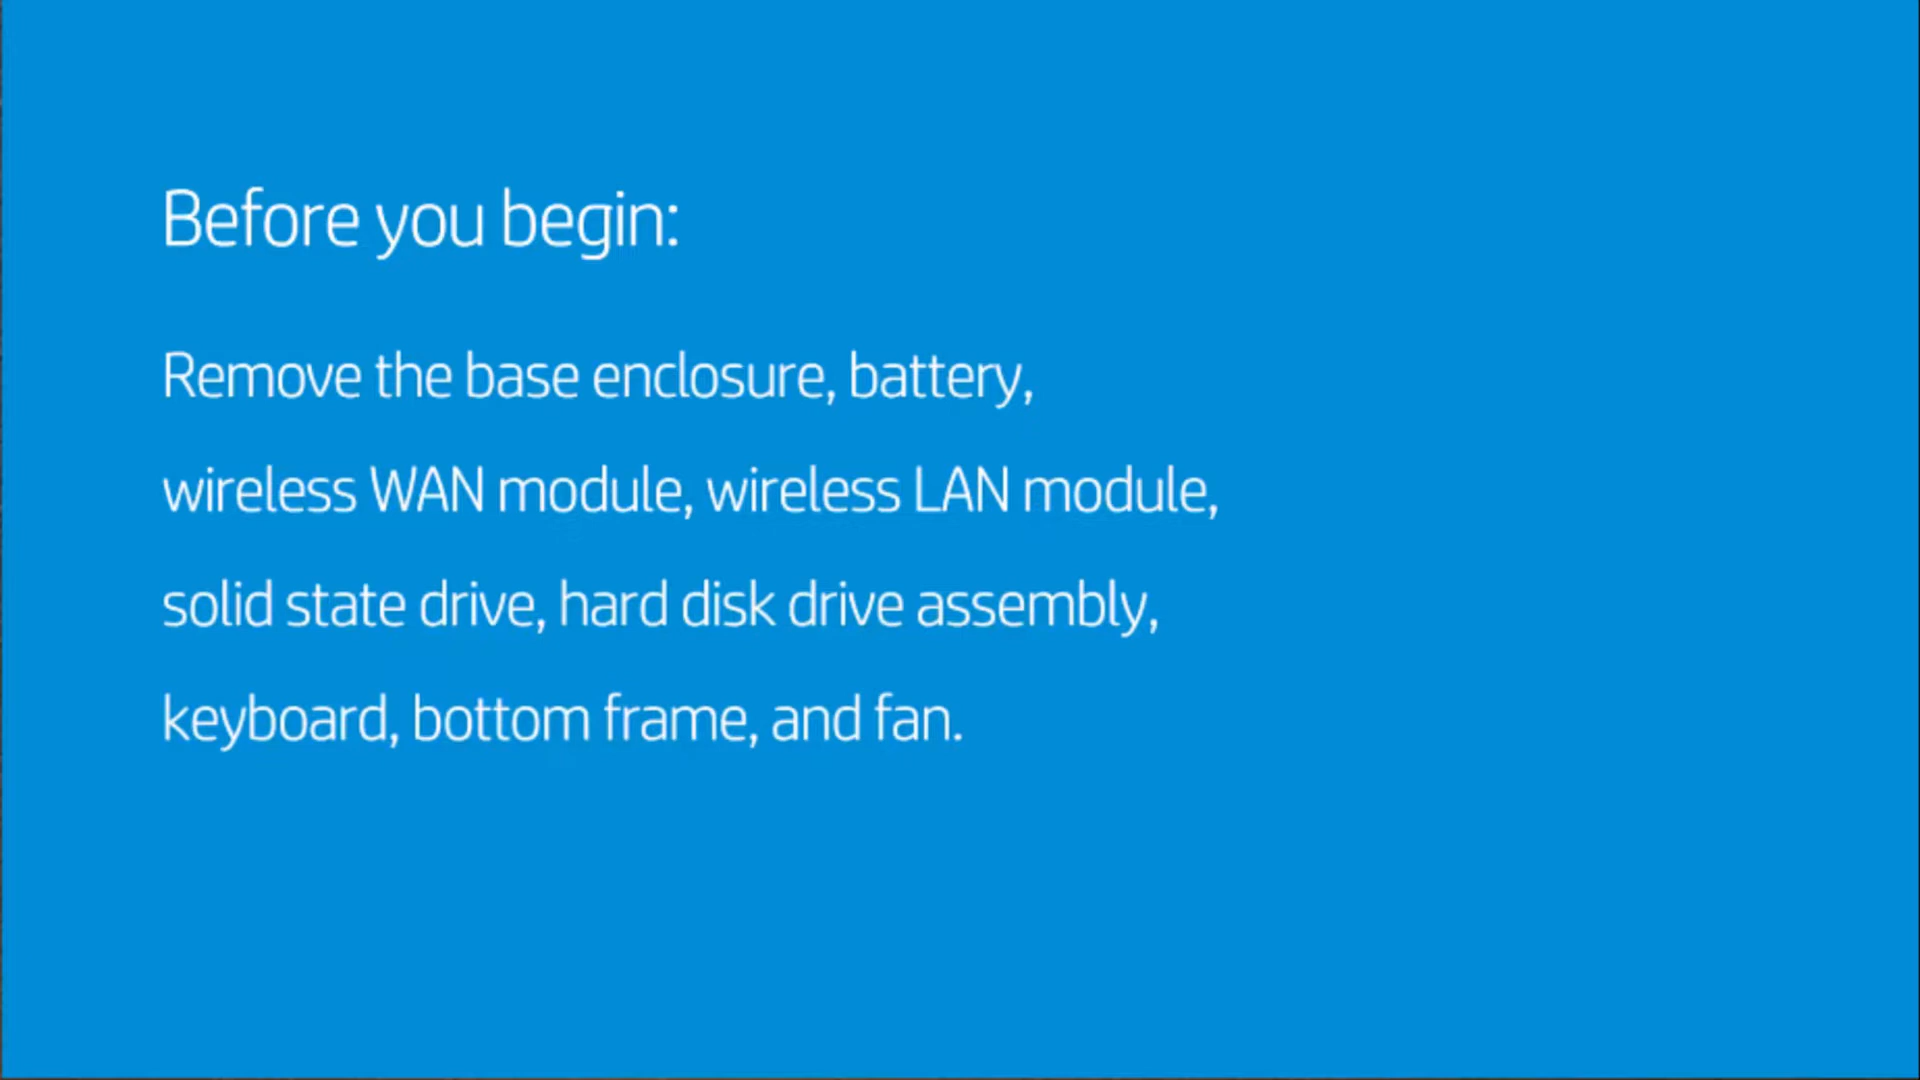 Before you begin:
Remove the base enclosure, battery,
wireless WAN module, wireless LAN module,
solid state drive, hard disk drive assembly,
keyboard, bottom frame, and fan.